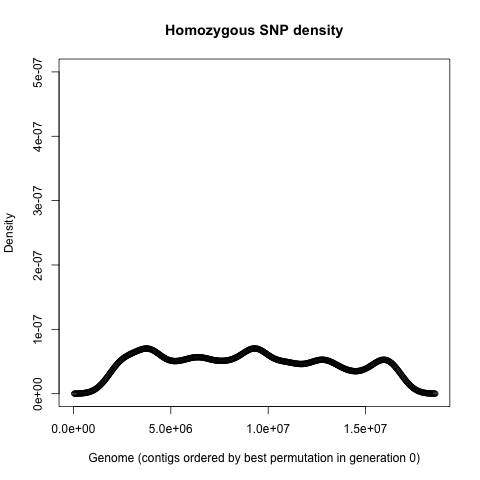 Homozygous SNP density
5e-07
4e-07
3e-07
2e-07
1e-07
0e+00
Density
0.0e+00 5.0e+06 1.0e+07 1.5e+07
Genome (contigs ordered by best permutation in generation 0)